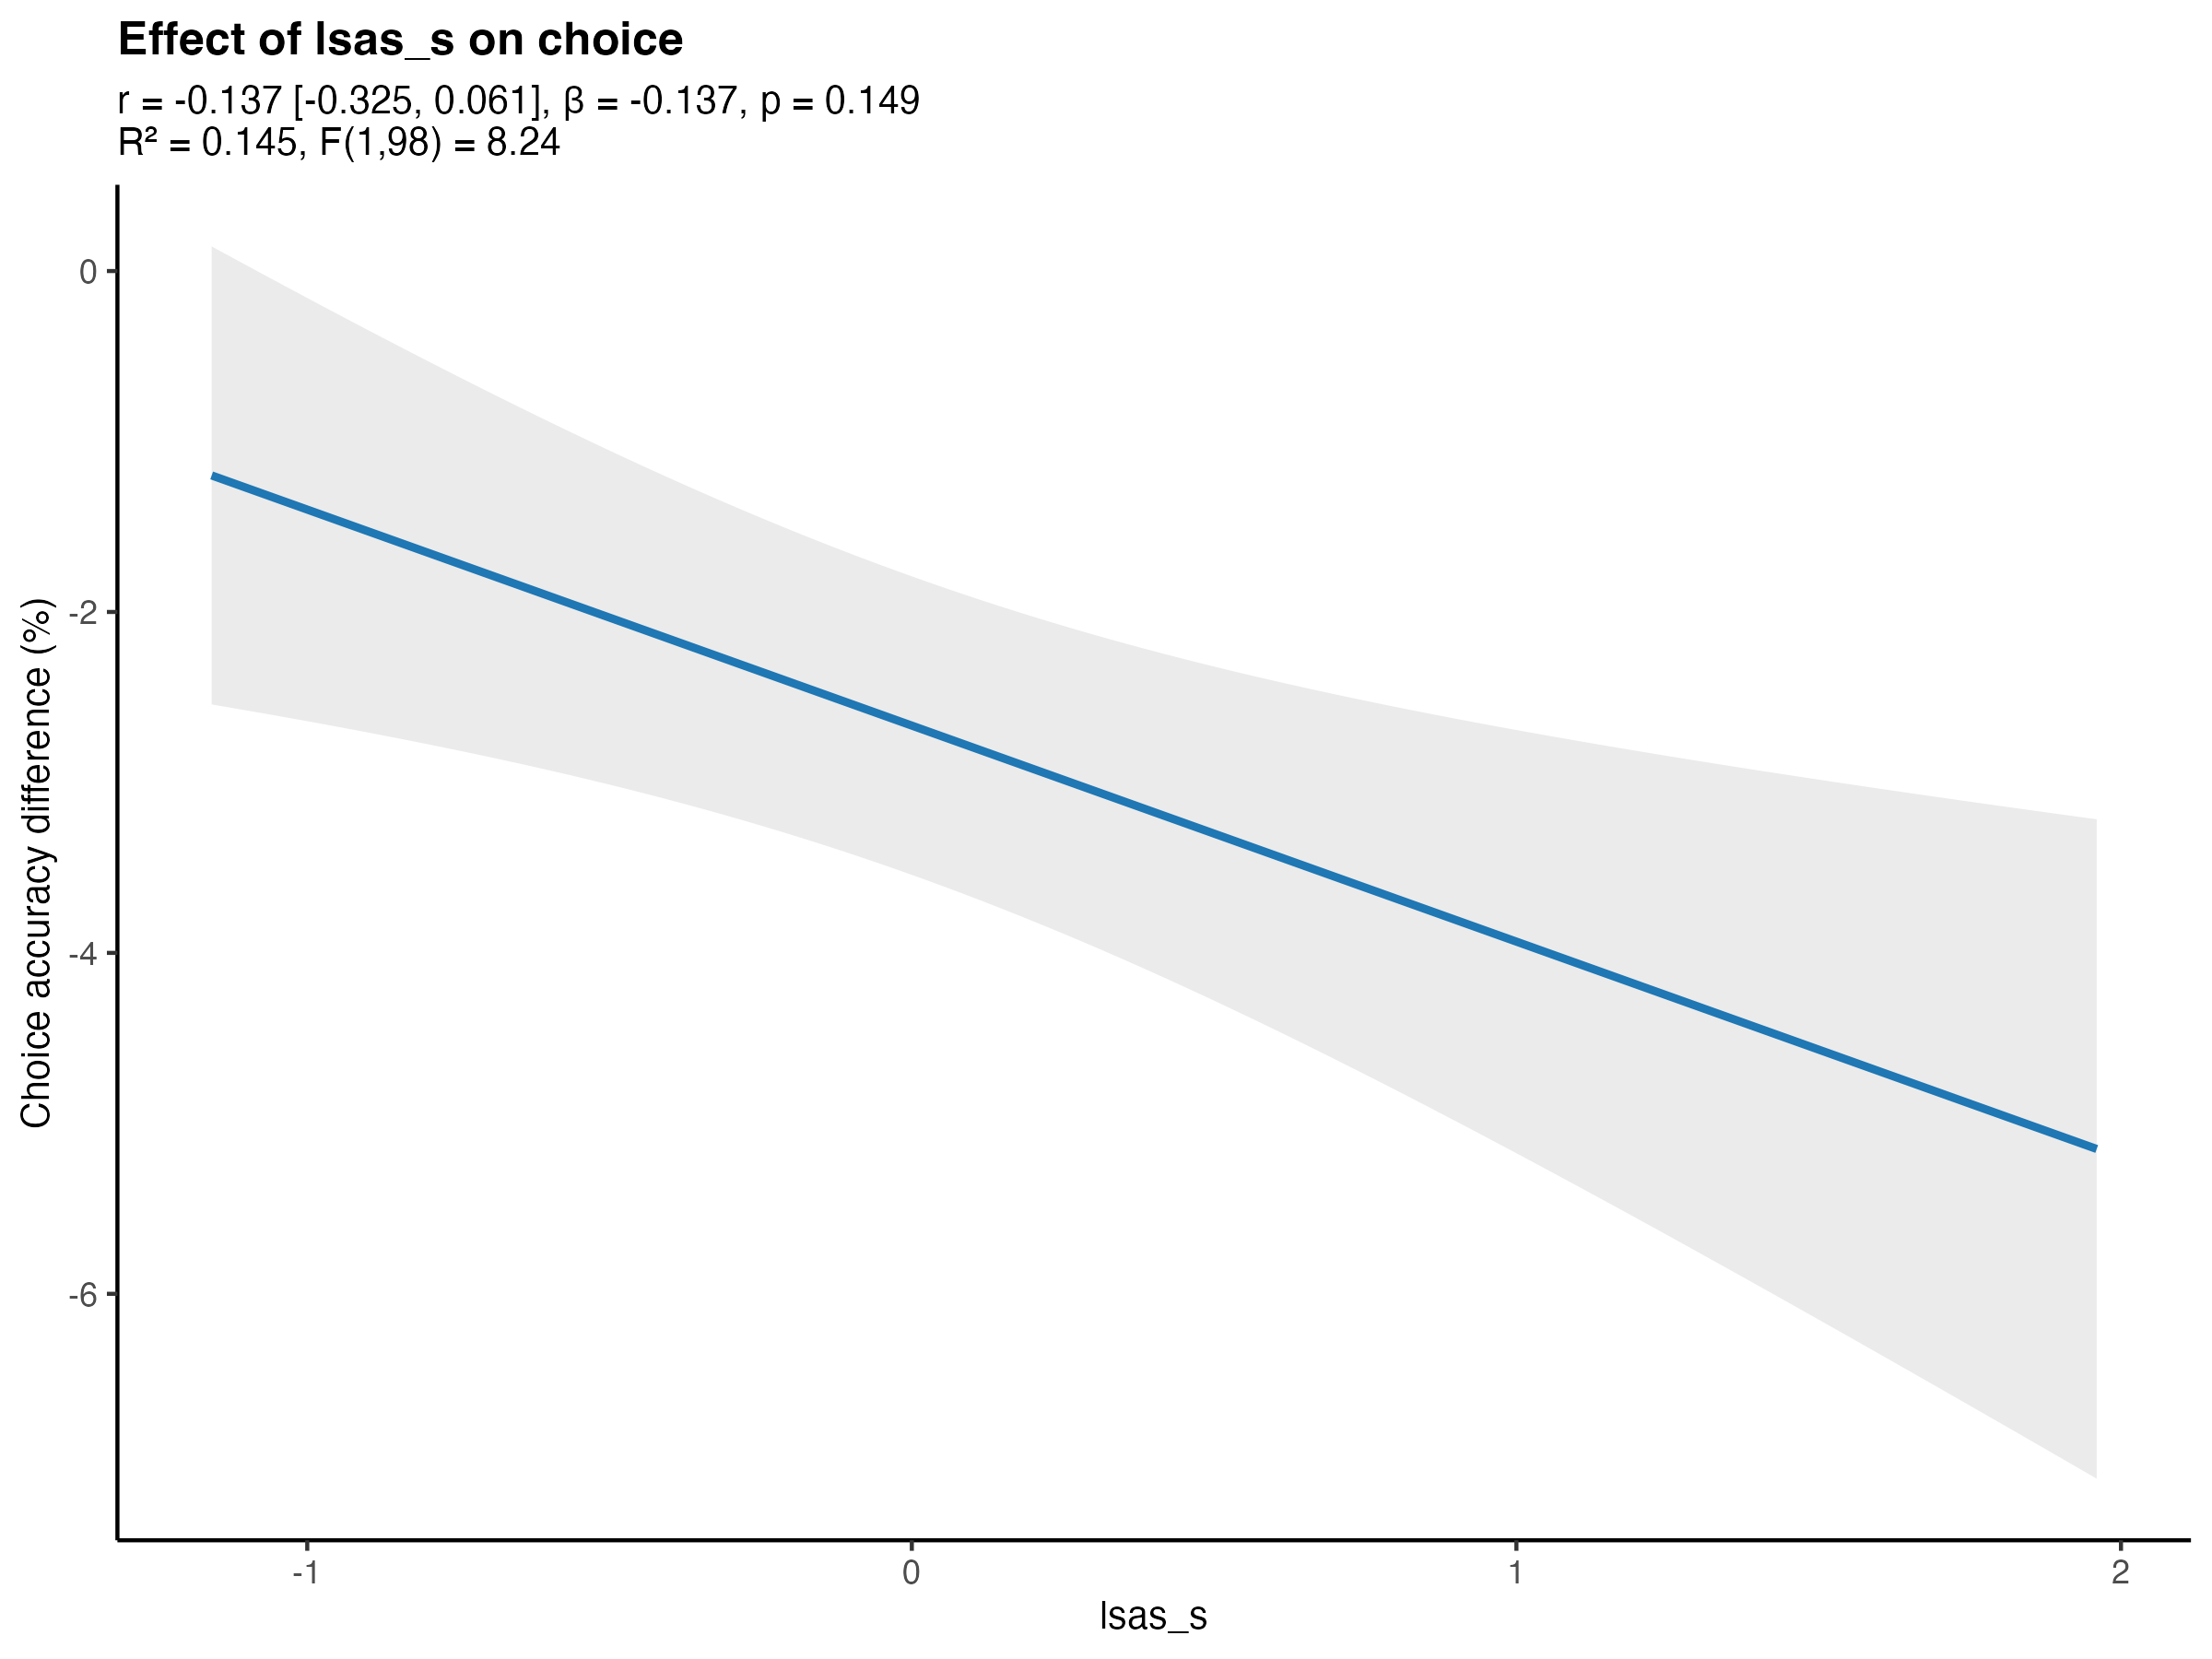 Effect of lsas_s on choice
r = -0.137 [-0.325, 0.061], β = -0.137, p = 0.149
R² = 0.145, F(1,98) = 8.24
Choice accuracy difference (%)
0
-2
-4
-6
-1
0
1
2
lsas_s